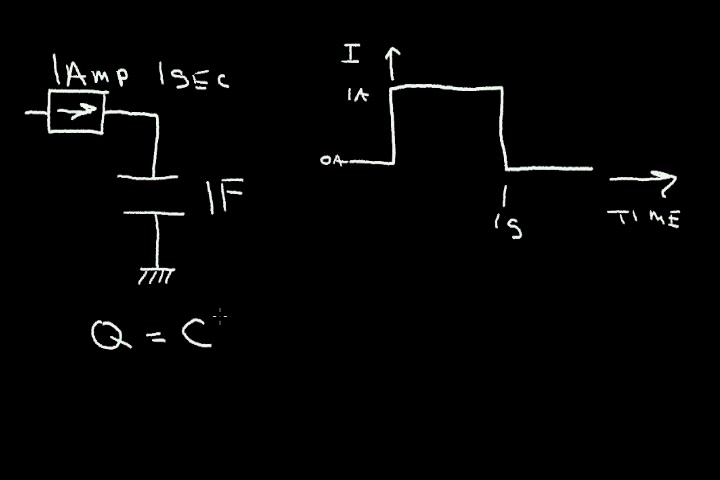 1Amp 1SEC
I
1A
0A
1F
1S
TIME
Q = C